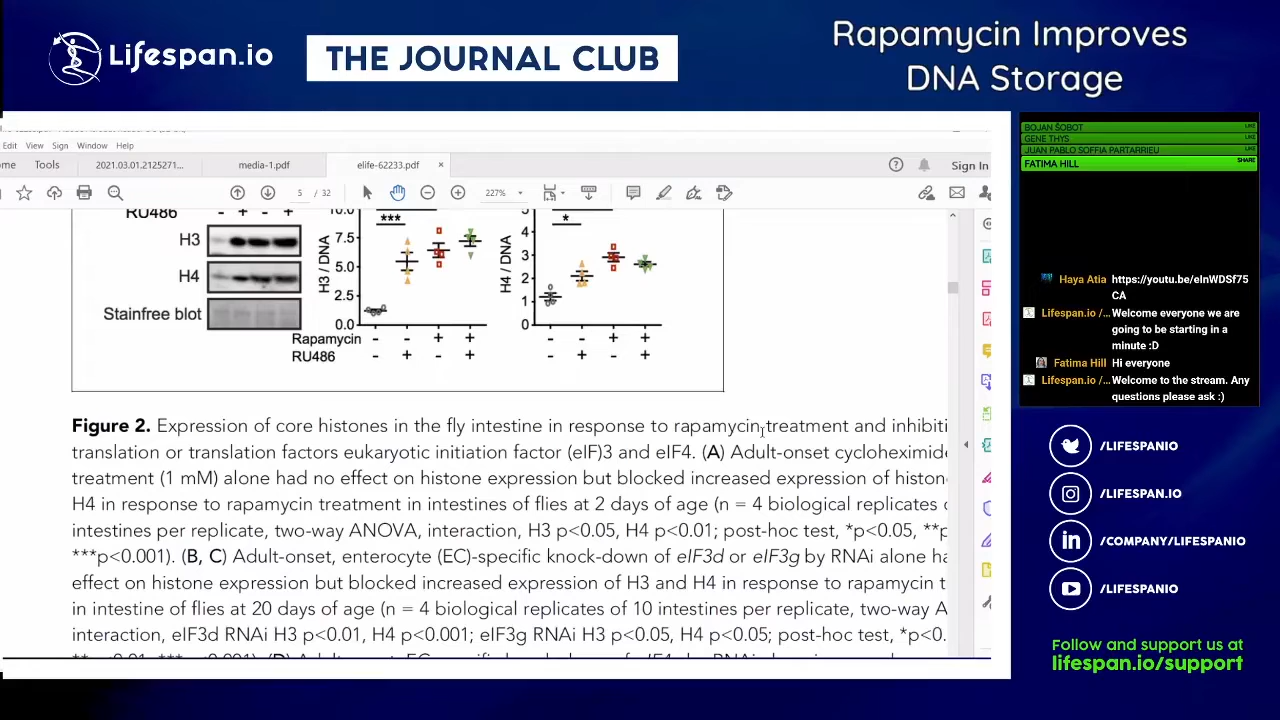 Lifespan.io
THE JOURNAL CLUB
Rapamycin Improves
DNA Storage
Edit View Sign Window Help
ome Tools 2021.03.01.2125271... media-1.pdf elife-62233.pdf × Sign In
5 / 32 227%
RU486 - + - +
H3
H4
Stainfree blot
H3 / DNA
10.0
7.5
5.0
2.5
0.0
***
H4 / DNA
5
4
3
2
1
0
*
Rapamycin - - + + - - + +
RU486 - + - + - + - +
Figure 2. Expression of core histones in the fly intestine in response to rapamycin treatment and inhibiti
translation or translation factors eukaryotic initiation factor (eIF)3 and eIF4. (A) Adult-onset cycloheximide
treatment (1 mM) alone had no effect on histone expression but blocked increased expression of histon
H4 in response to rapamycin treatment in intestines of flies at 2 days of age (n = 4 biological replicates
intestines per replicate, two-way ANOVA, interaction, H3 p<0.05, H4 p<0.01; post-hoc test, *p<0.05, **p
***p<0.001). (B, C) Adult-onset, enterocyte (EC)-specific knock-down of eIF3d or eIF3g by RNAi alone ha
effect on histone expression but blocked increased expression of H3 and H4 in response to rapamycin t
in intestine of flies at 20 days of age (n = 4 biological replicates of 10 intestines per replicate, two-way A
interaction, eIF3d RNAi H3 p<0.01, H4 p<0.001; eIF3g RNAi H3 p<0.05, H4 p<0.05; post-hoc test, *p<0.
BOJAN ŠOBOT LIKE
GENE THYS LIKE
JUAN PABLO SOFFIA PARTARRIEU LIKE
FATIMA HILL SHARE
Haya Atia https://youtu.be/eInWDSf75
CA
Lifespan.io /... Welcome everyone we are
going to be starting in a
minute :D
Fatima Hill Hi everyone
Lifespan.io /... Welcome to the stream. Any
questions please ask :)
/LIFESPANIO
/LIFESPAN.IO
/COMPANY/LIFESPANIO
/LIFESPANIO
Follow and support us at
lifespan.io/support